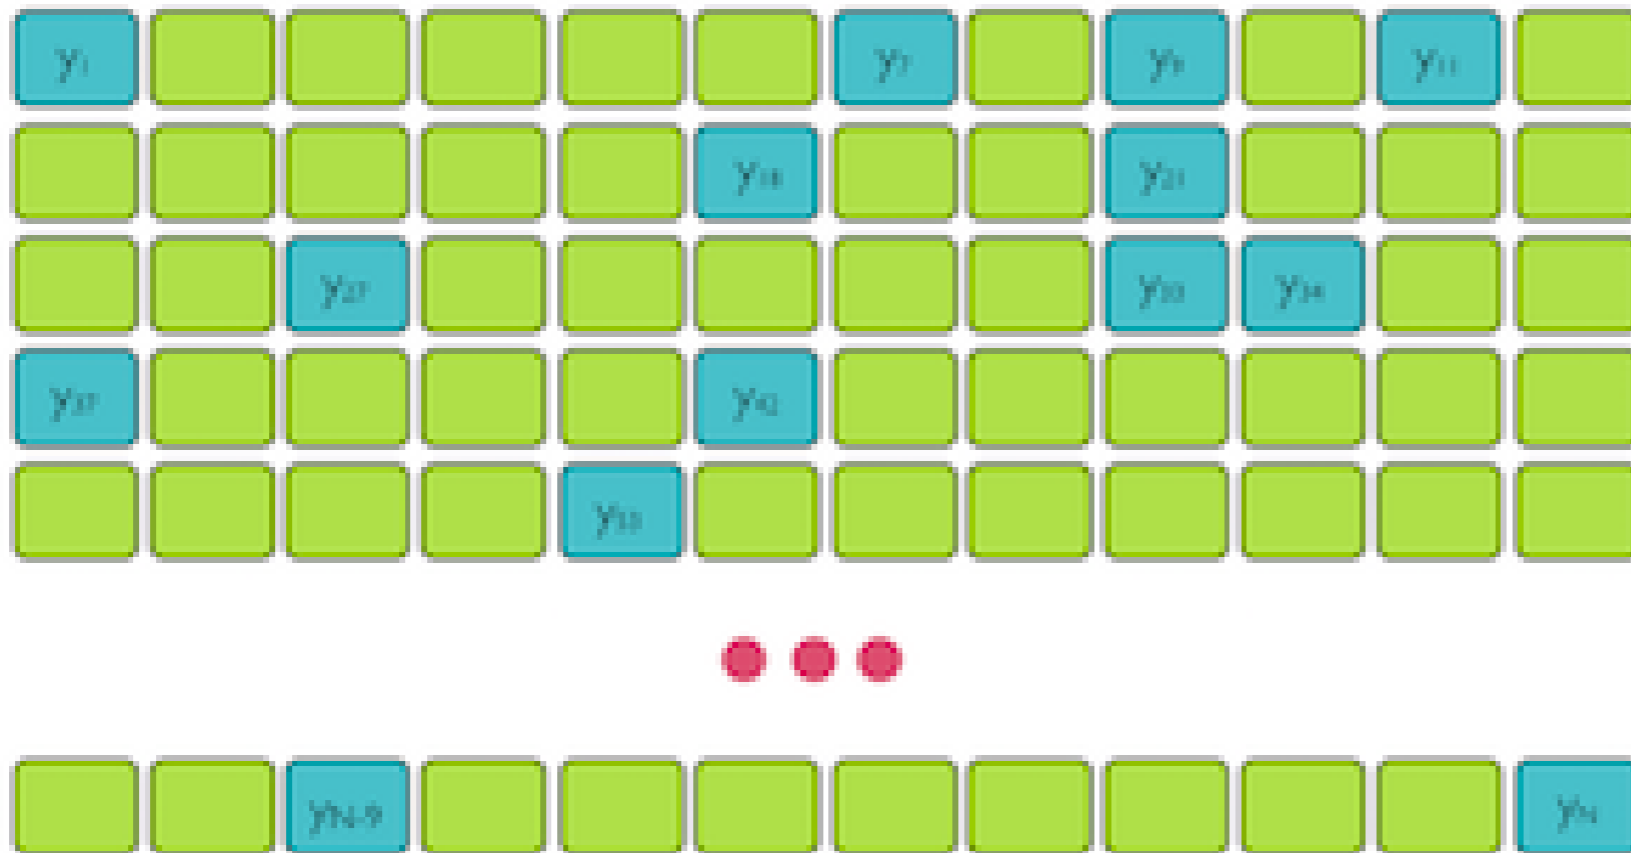 y₁ y₇ y₉ y₁₁
y₁₈ y₂₁
y₂₇ y₃₃ y₃₄
y₃₇ y₄₂
y₅₃
yN-9 yN